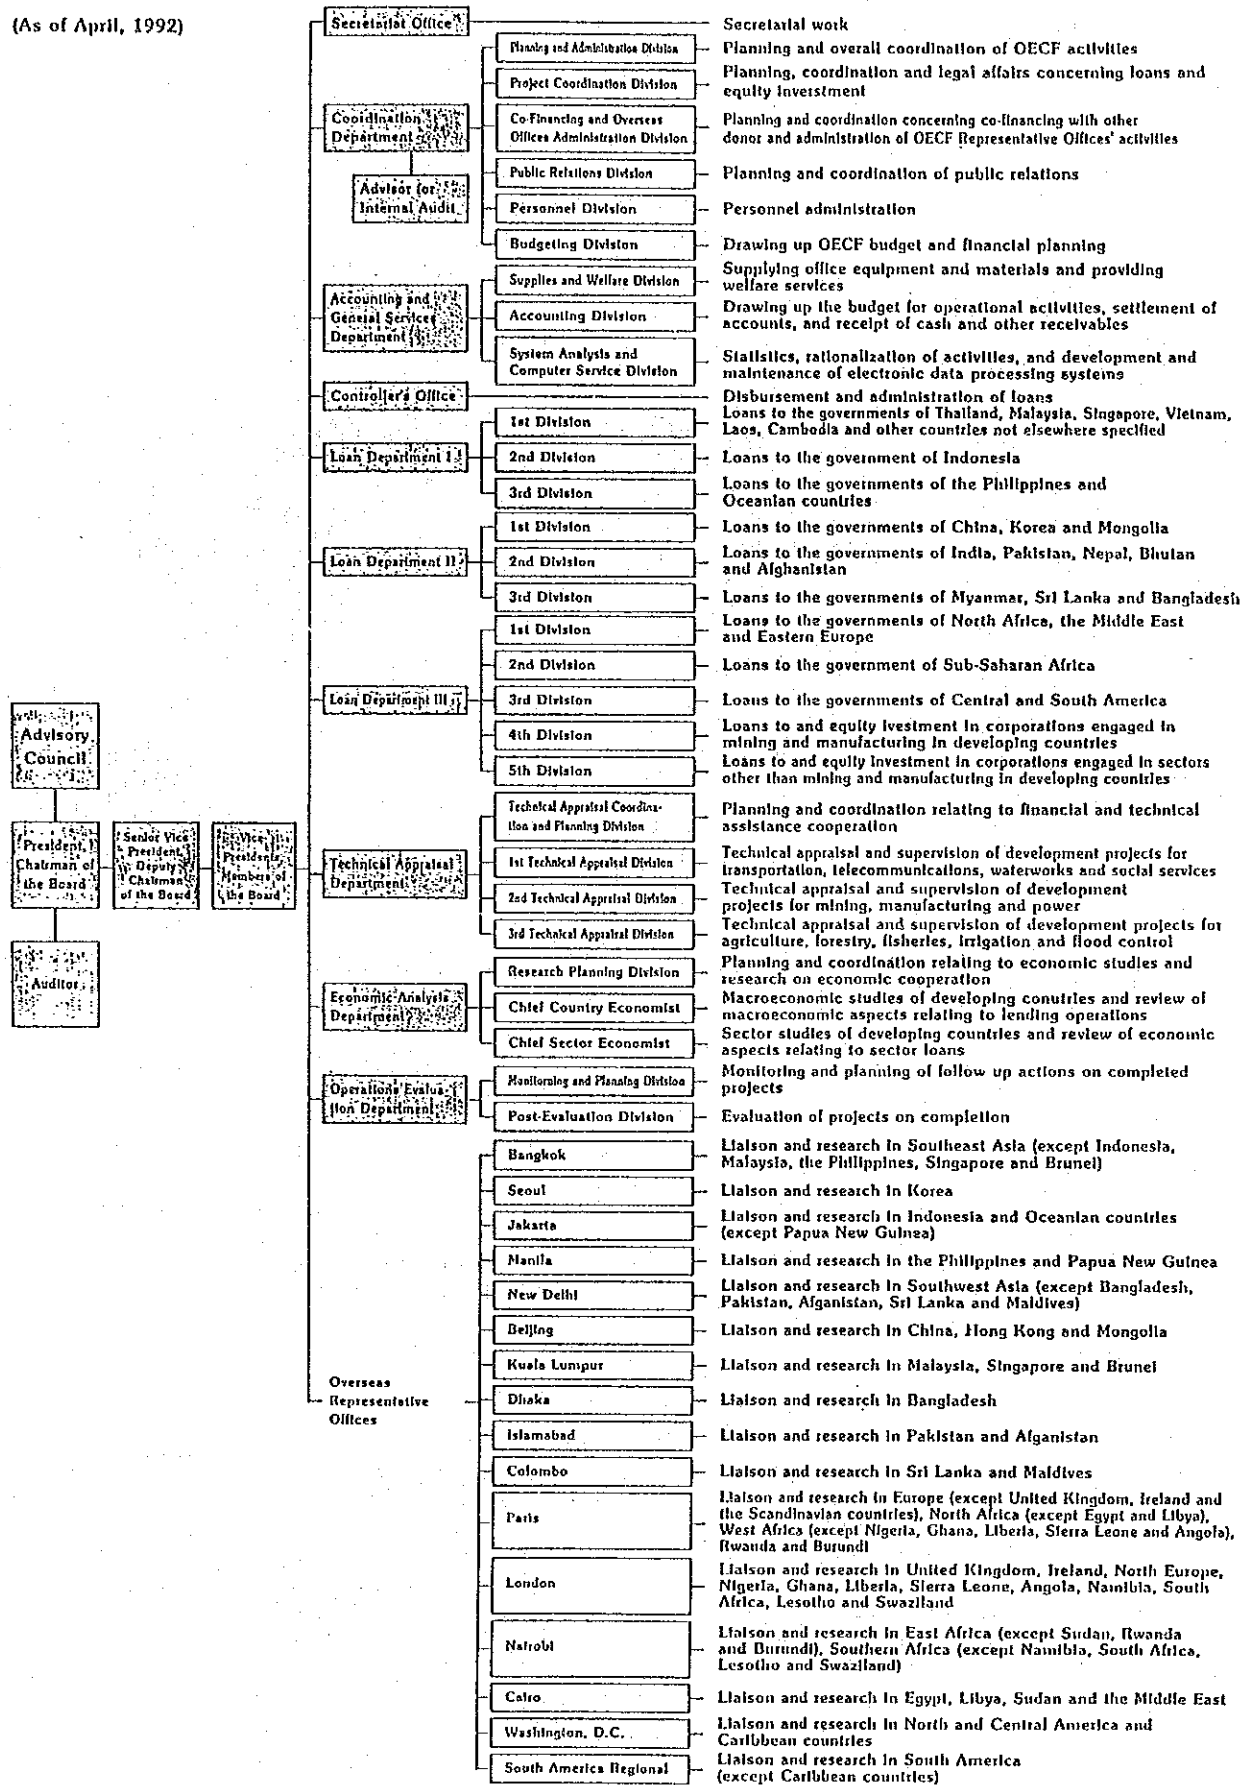 (As of April, 1992)
Secretariat Office
Secretarial work
Coordination
Department
Advisor for
Internal Audit
Planning and Administration Division
Planning and overall coordination of OECF activities
Project Coordination Division
Planning, coordination and legal affairs concerning loans and
equity inverstment
Co-Financing and Overseas
Offices Administration Division
Planning and coordination concerning co-financing with other
donor and administration of OECF Representative Offices' activities
Public Relations Division
Planning and coordination of public relations
Personnel Division
Personnel administration
Budgeting Division
Drawing up OECF budget and financial planning
Accounting and
General Services
Department
Supplies and Welfare Division
Supplying office equipment and materials and providing
welfare services
Accounting Division
Drawing up the budget for operational activities, settlement of
accounts, and receipt of cash and other receivables
System Analysis and
Computer Service Division
Statistics, rationalization of activities, and development and
maintenance of electronic data processing systems
Controller's Office
Disbursement and administration of loans
Loan Department I
1st Division
Loans to the governments of Thailand, Malaysia, Singapore, Vietnam,
Laos, Cambodia and other countries not elsewhere specified
2nd Division
Loans to the government of Indonesia
3rd Division
Loans to the governments of the Philippines and
Oceanian countries
Loan Department II
1st Division
Loans to the governments of China, Korea and Mongolia
2nd Division
Loans to the governments of India, Pakistan, Nepal, Bhutan
and Afghanistan
3rd Division
Loans to the governments of Myanmar, Sri Lanka and Bangladesh
Loan Department III
1st Division
Loans to the governments of North Africa, the Middle East
and Eastern Europe
2nd Division
Loans to the government of Sub-Saharan Africa
3rd Division
Loans to the governments of Central and South America
4th Division
Loans to and equity ivestment in corporations engaged in
mining and manufacturing in developing countries
5th Division
Loans to and equity investment in corporations engaged in sectors
other than mining and manufacturing in developing countries
Advisory
Council
President,
Chairman of
the Board
Senior Vice
President,
Deputy
Chairman
of the Board
Vice
Presidents,
Members of
the Board
Auditor
Technical Appraisal
Department
Technical Appraisal Coordina-
tion and Planning Division
Planning and coordination relating to financial and technical
assistance cooperation
1st Technical Appraisal Division
Technical appraisal and supervision of development projects for
transportation, telecommunications, waterworks and social services
2nd Technical Appraisal Division
Technical appraisal and supervision of development
projects for mining, manufacturing and power
3rd Technical Appraisal Division
Technical appraisal and supervision of development projects for
agriculture, forestry, fisheries, irrigation and flood control
Economic Analysis
Department
Research Planning Division
Planning and coordination relating to economic studies and
research on economic cooperation
Chief Country Economist
Macroeconomic studies of developing conutries and review of
macroeconomic aspects relating to lending operations
Chief Sector Economist
Sector studies of developing countries and review of economic
aspects relating to sector loans
Operations Evalua-
tion Department
Monitorning and Planning Division
Monitoring and planning of follow up actions on completed
projects
Post-Evaluation Division
Evaluation of projects on completion
Overseas
Representative
Offices
Bangkok
Liaison and research in Southeast Asia (except Indonesia,
Malaysia, the Philippines, Singapore and Brunei)
Seoul
Liaison and research in Korea
Jakarta
Liaison and research in Indonesia and Oceanian countries
(except Papua New Guinea)
Manila
Liaison and research in the Philippines and Papua New Guinea
New Delhi
Liaison and research in Southwest Asia (except Bangladesh,
Pakistan, Afganistan, Sri Lanka and Maldives)
Beijing
Liaison and research in China, Hong Kong and Mongolia
Kuala Lumpur
Liaison and research in Malaysia, Singapore and Brunei
Dhaka
Liaison and research in Bangladesh
Islamabad
Liaison and research in Pakistan and Afganistan
Colombo
Liaison and research in Sri Lanka and Maldives
Paris
Liaison and research in Europe (except United Kingdom, Ireland and
the Scandinavian countries), North Africa (except Egypt and Libya),
West Africa (except Nigeria, Ghana, Liberia, Sierra Leone and Angola),
Rwanda and Burundi
London
Liaison and research in United Kingdom, Ireland, North Europe,
Nigeria, Ghana, Liberia, Sierra Leone, Angola, Namibia, South
Africa, Lesotho and Swaziland
Nairobi
Liaison and research in East Africa (except Sudan, Rwanda
and Burundi), Southern Africa (except Namibia, South Africa,
Lesotho and Swaziland)
Cairo
Liaison and research in Egypt, Libya, Sudan and the Middle East
Washington, D.C.
Liaison and research in North and Central America and
Caribbean countries
South America Regional
Liaison and research in South America
(except Caribbean countries)